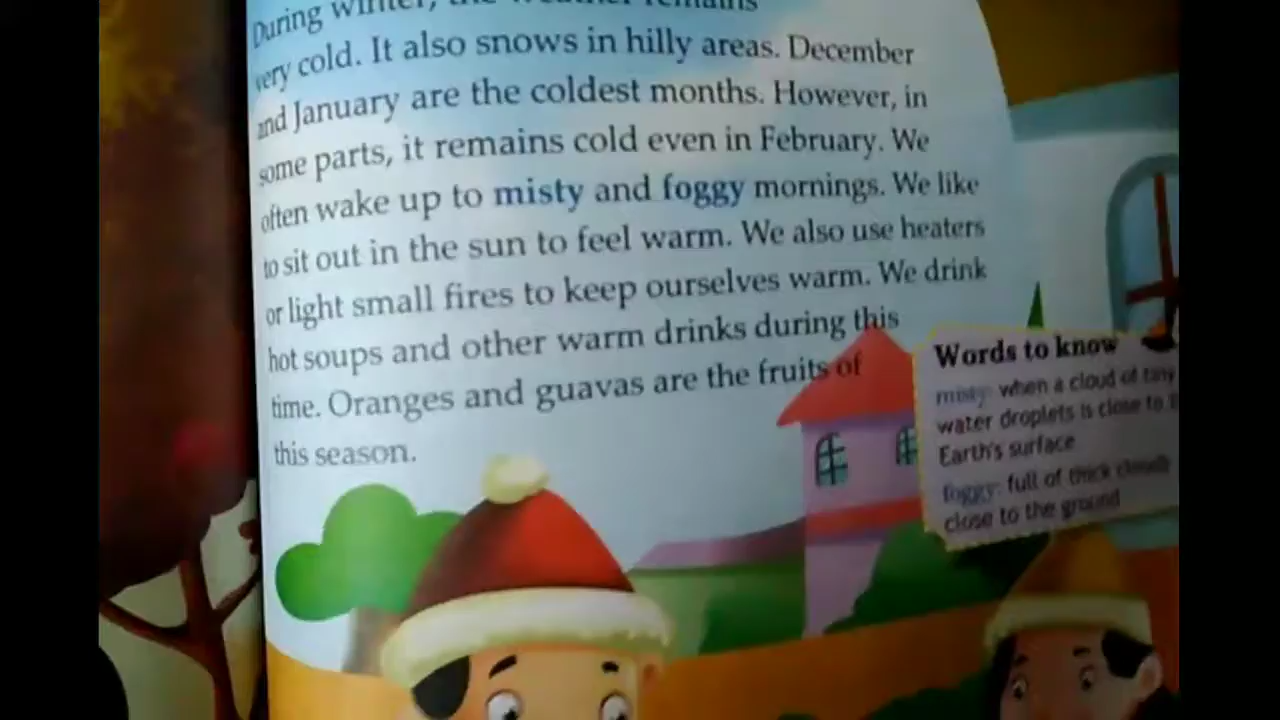 During winter, the weather remains
very cold. It also snows in hilly areas. December
and January are the coldest months. However, in
some parts, it remains cold even in February. We
often wake up to misty and foggy mornings. We like
to sit out in the sun to feel warm. We also use heaters
or light small fires to keep ourselves warm. We drink
hot soups and other warm drinks during this
time. Oranges and guavas are the fruits of
this season.
Words to know
misty: when a cloud of tiny
water droplets is close to
Earth's surface
foggy: full of thick clouds
close to the ground